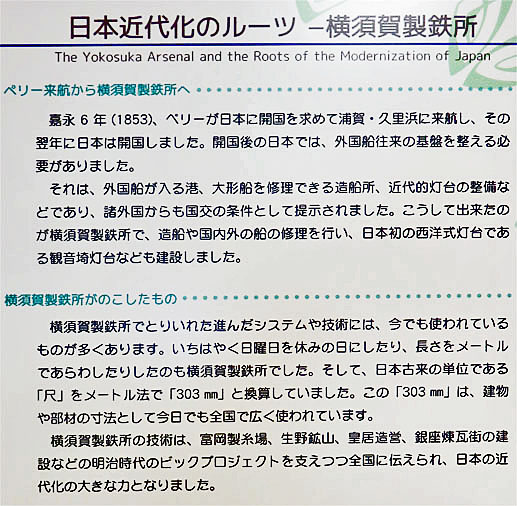 日本近代化のルーツ －横須賀製鉄所
The Yokosuka Arsenal and the Roots of the Modernization of Japan
ペリー来航から横須賀製鉄所へ
嘉永６年(1853)、ペリーが日本に開国を求めて浦賀・久里浜に来航し、その
翌年に日本は開国しました。開国後の日本では、外国船往来の基盤を整える必
要がありました。
それは、外国船が入る港、大形船を修理できる造船所、近代的灯台の整備な
どであり、諸外国からも国交の条件として提示されました。こうして出来たの
が横須賀製鉄所で、造船や国内外の船の修理を行い、日本初の西洋式灯台であ
る観音埼灯台なども建設しました。
横須賀製鉄所がのこしたもの
横須賀製鉄所でとりいれた進んだシステムや技術には、今でも使われている
ものが多くあります。いちはやく日曜日を休みの日にしたり、長さをメートル
であらわしたりしたのも横須賀製鉄所でした。そして、日本古来の単位である
「尺」をメートル法で「303 ㎜」と換算していました。この「303 ㎜」は、建物
や部材の寸法として今日でも全国で広く使われています。
横須賀製鉄所の技術は、富岡製糸場、生野鉱山、皇居造営、銀座煉瓦街の建
設などの明治時代のビックプロジェクトを支えつつ全国に伝えられ、日本の近
代化の大きな力となりました。